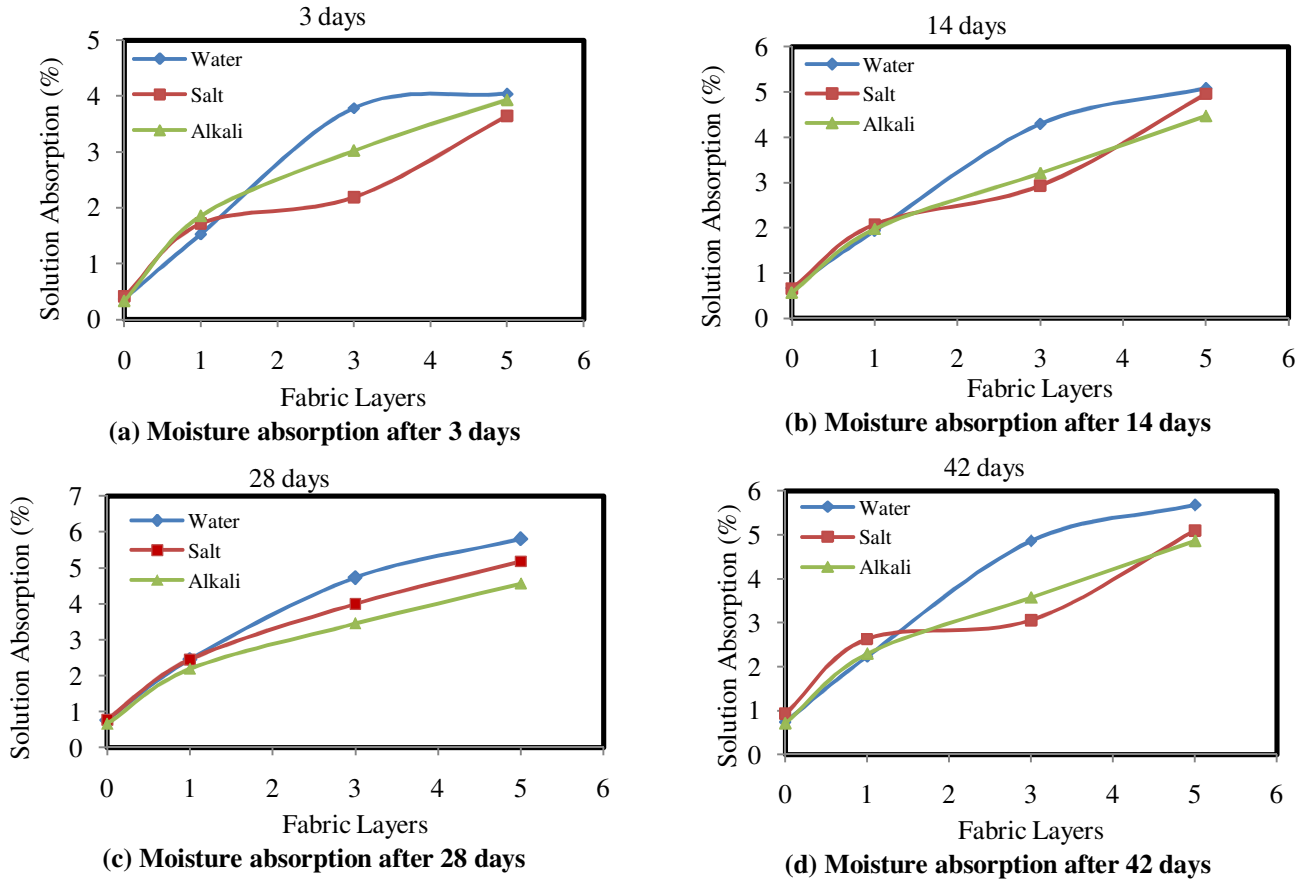 3 days
5
4
3
2
1
0
Solution Absorption (%)
Water
Salt
Alkali
0 1 2 3 4 5 6
Fabric Layers
(a) Moisture absorption after 3 days
14 days
6
5
4
3
2
1
0
Solution Absorption (%)
Water
Salt
Alkali
0 1 2 3 4 5 6
Fabric Layers
(b) Moisture absorption after 14 days
28 days
7
6
5
4
3
2
1
0
Solution Absorption (%)
Water
Salt
Alkali
0 1 2 3 4 5 6
Fabric Layers
(c) Moisture absorption after 28 days
42 days
6
5
4
3
2
1
0
Solution Absorption (%)
Water
Salt
Alkali
0 1 2 3 4 5 6
Fabric Layers
(d) Moisture absorption after 42 days